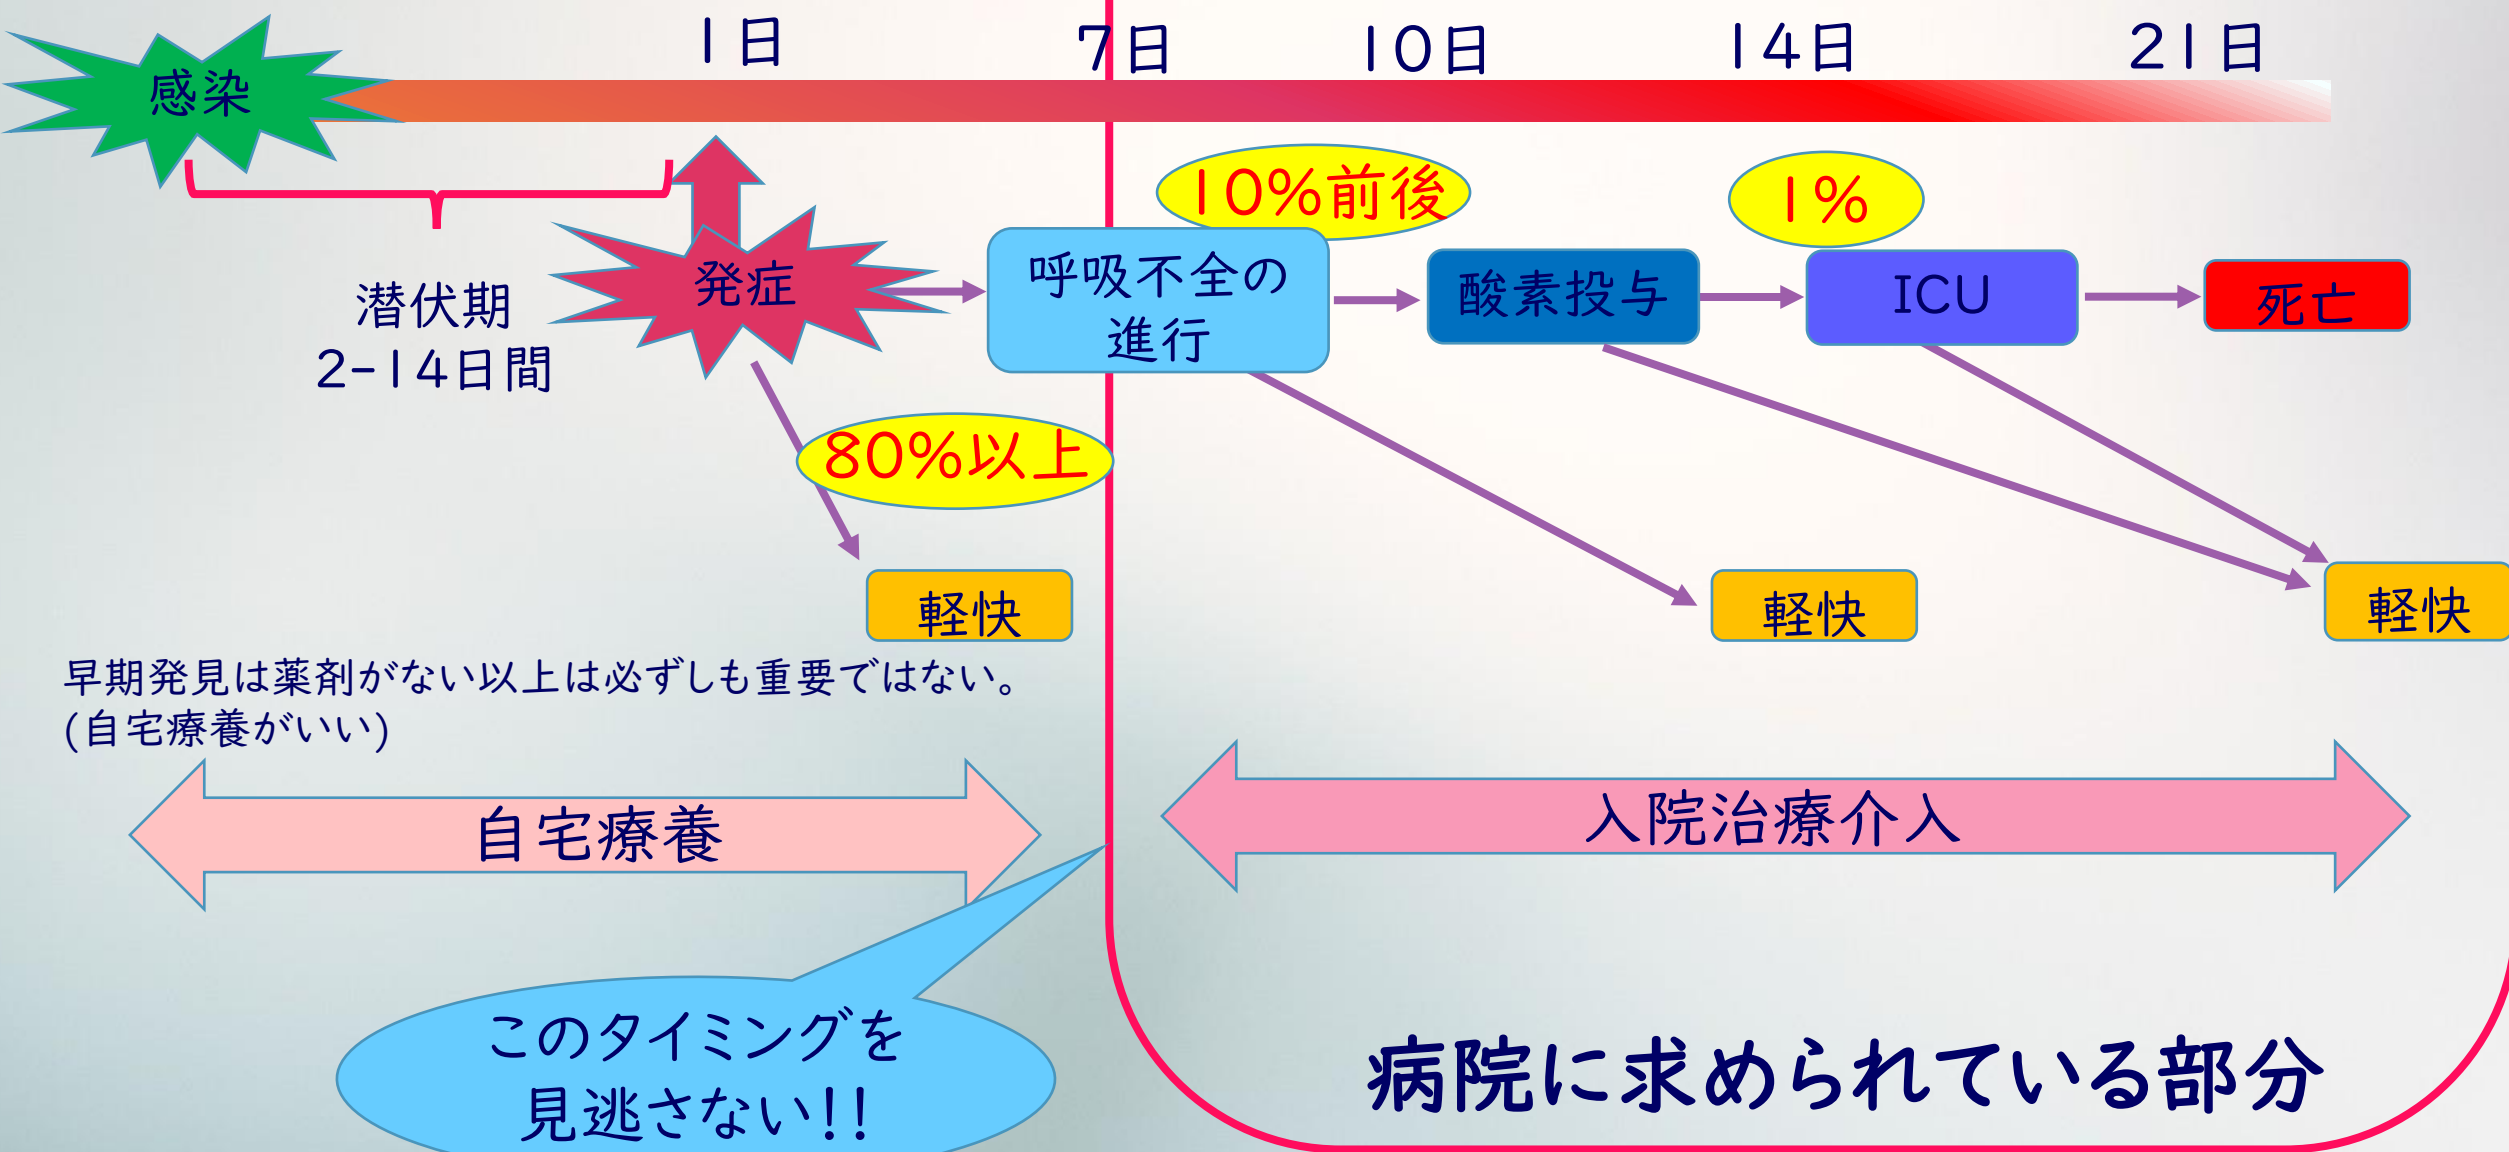 1日
7日
10日
14日
21日
感染
10%前後
1%
発症
呼吸不全の
進行
酸素投与
ICU
死亡
潜伏期
2-14日間
80%以上
軽快
軽快
軽快
早期発見は薬剤がない以上は必ずしも重要ではない。
(自宅療養がいい)
自宅療養
入院治療介入
このタイミングを
見逃さない!!
病院に求められている部分